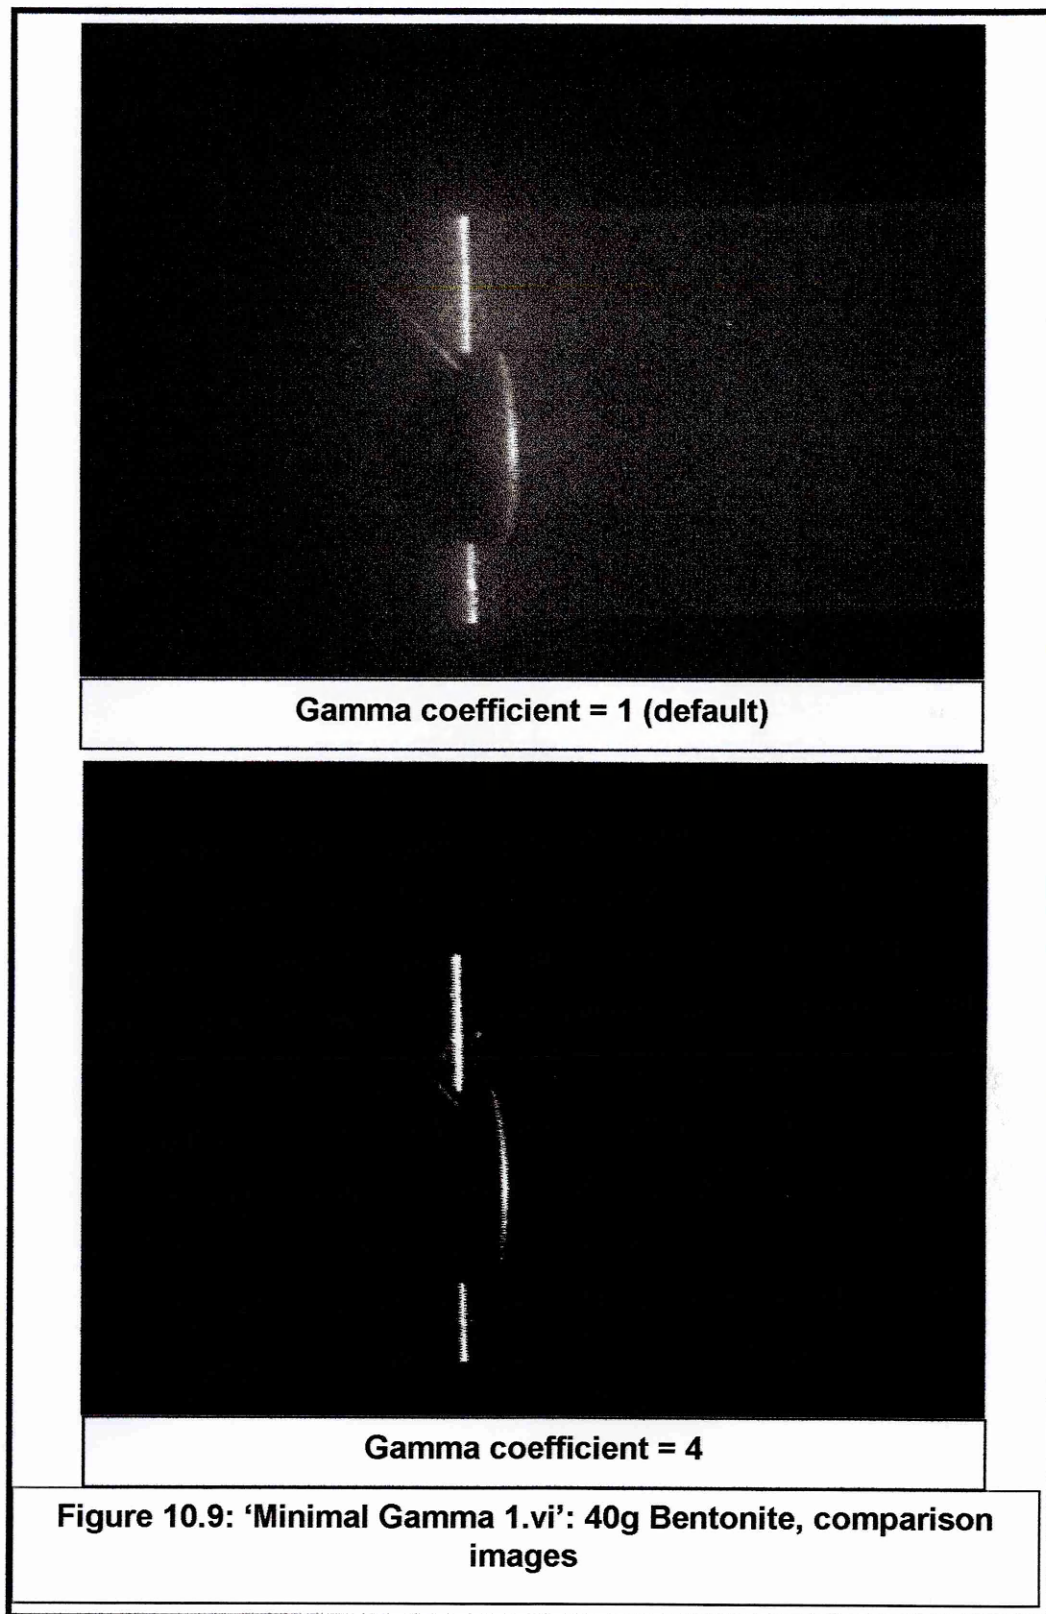 Gamma coefficient = 1 (default)
Gamma coefficient = 4
Figure 10.9: ‘Minimal Gamma 1.vi’: 40g Bentonite, comparison
images